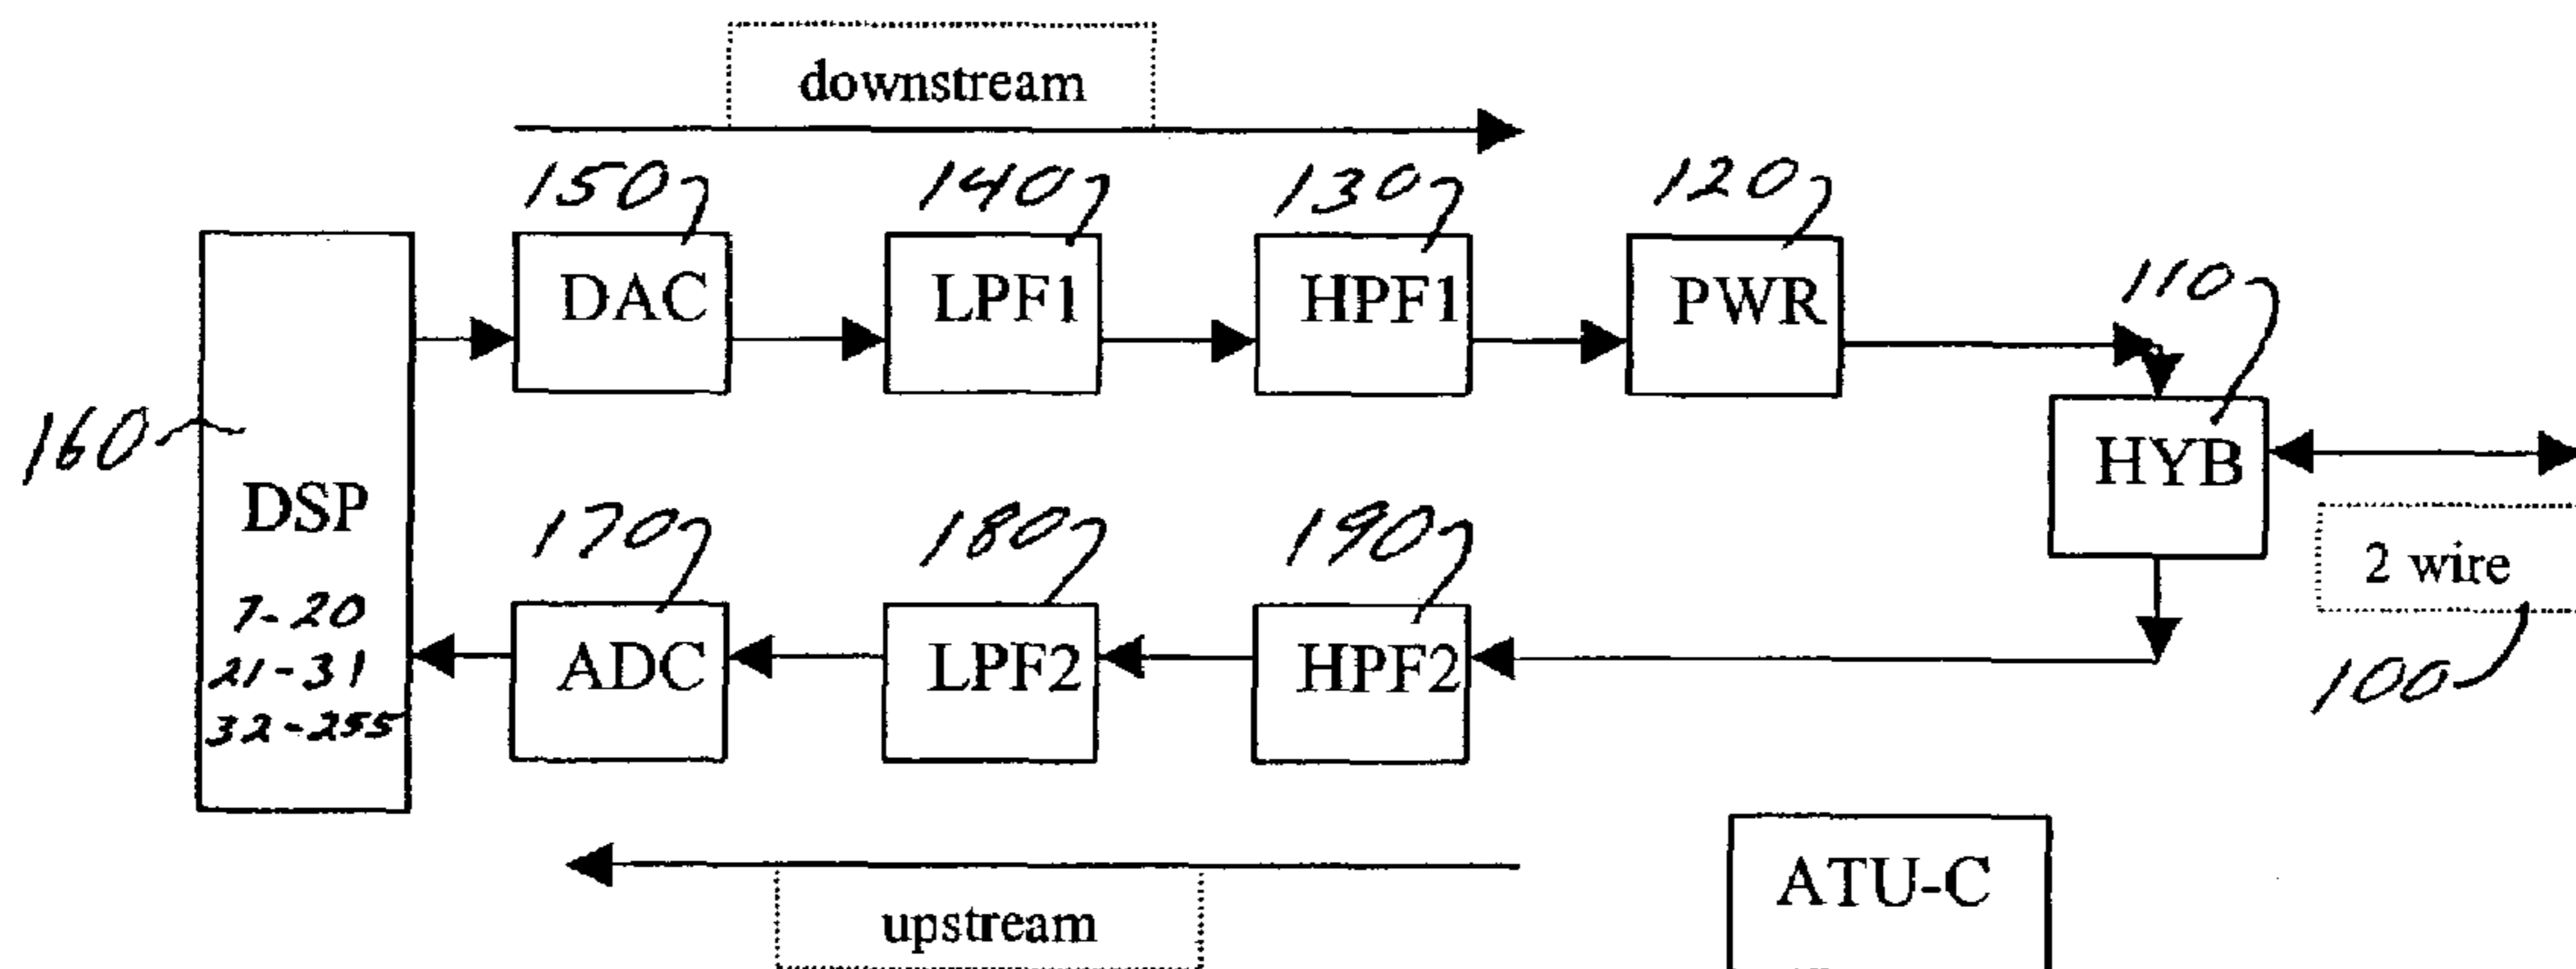 downstream
150 140 130 120
110
DAC LPF1 HPF1 PWR
160
HYB
DSP
170 180 190
2 wire
7-20
21-31
32-255
ADC LPF2 HPF2
100
ATU-C
upstream